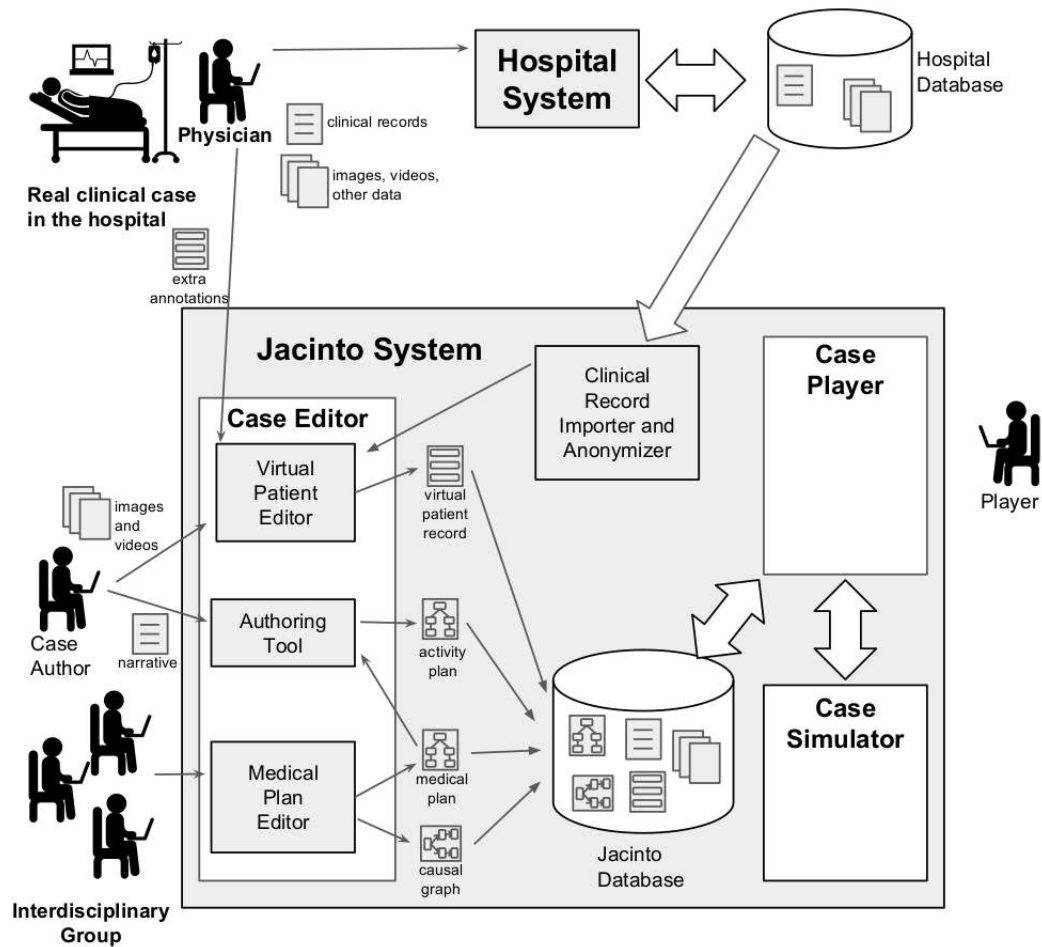 Hospital
System
Hospital
Database
Physician
clinical records
images, videos,
other data
Real clinical case
in the hospital
extra
annotations
Jacinto System
Clinical
Record
Importer and
Anonymizer
Case
Player
Case Editor
Virtual
Patient
Editor
virtual
patient
record
Player
images
and
videos
Case
Author
narrative
Authoring
Tool
activity
plan
Case
Simulator
Medical
Plan
Editor
medical
plan
causal
graph
Jacinto
Database
Interdisciplinary
Group